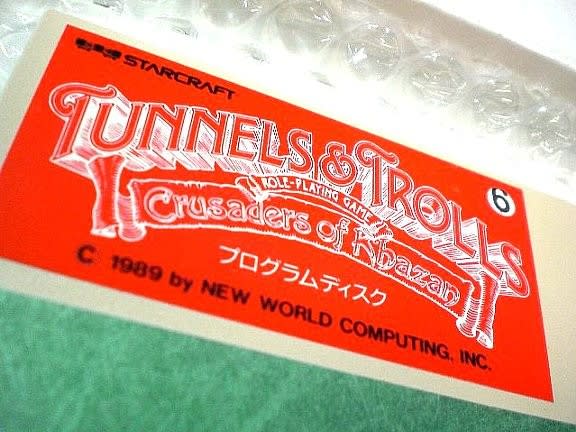 STARCRAFT
TUNNELS & TROLLS
6
ROLE-PLAYING GAME
Crusaders of Khazan
プログラムディスク
C 1989 by NEW WORLD COMPUTING, INC.